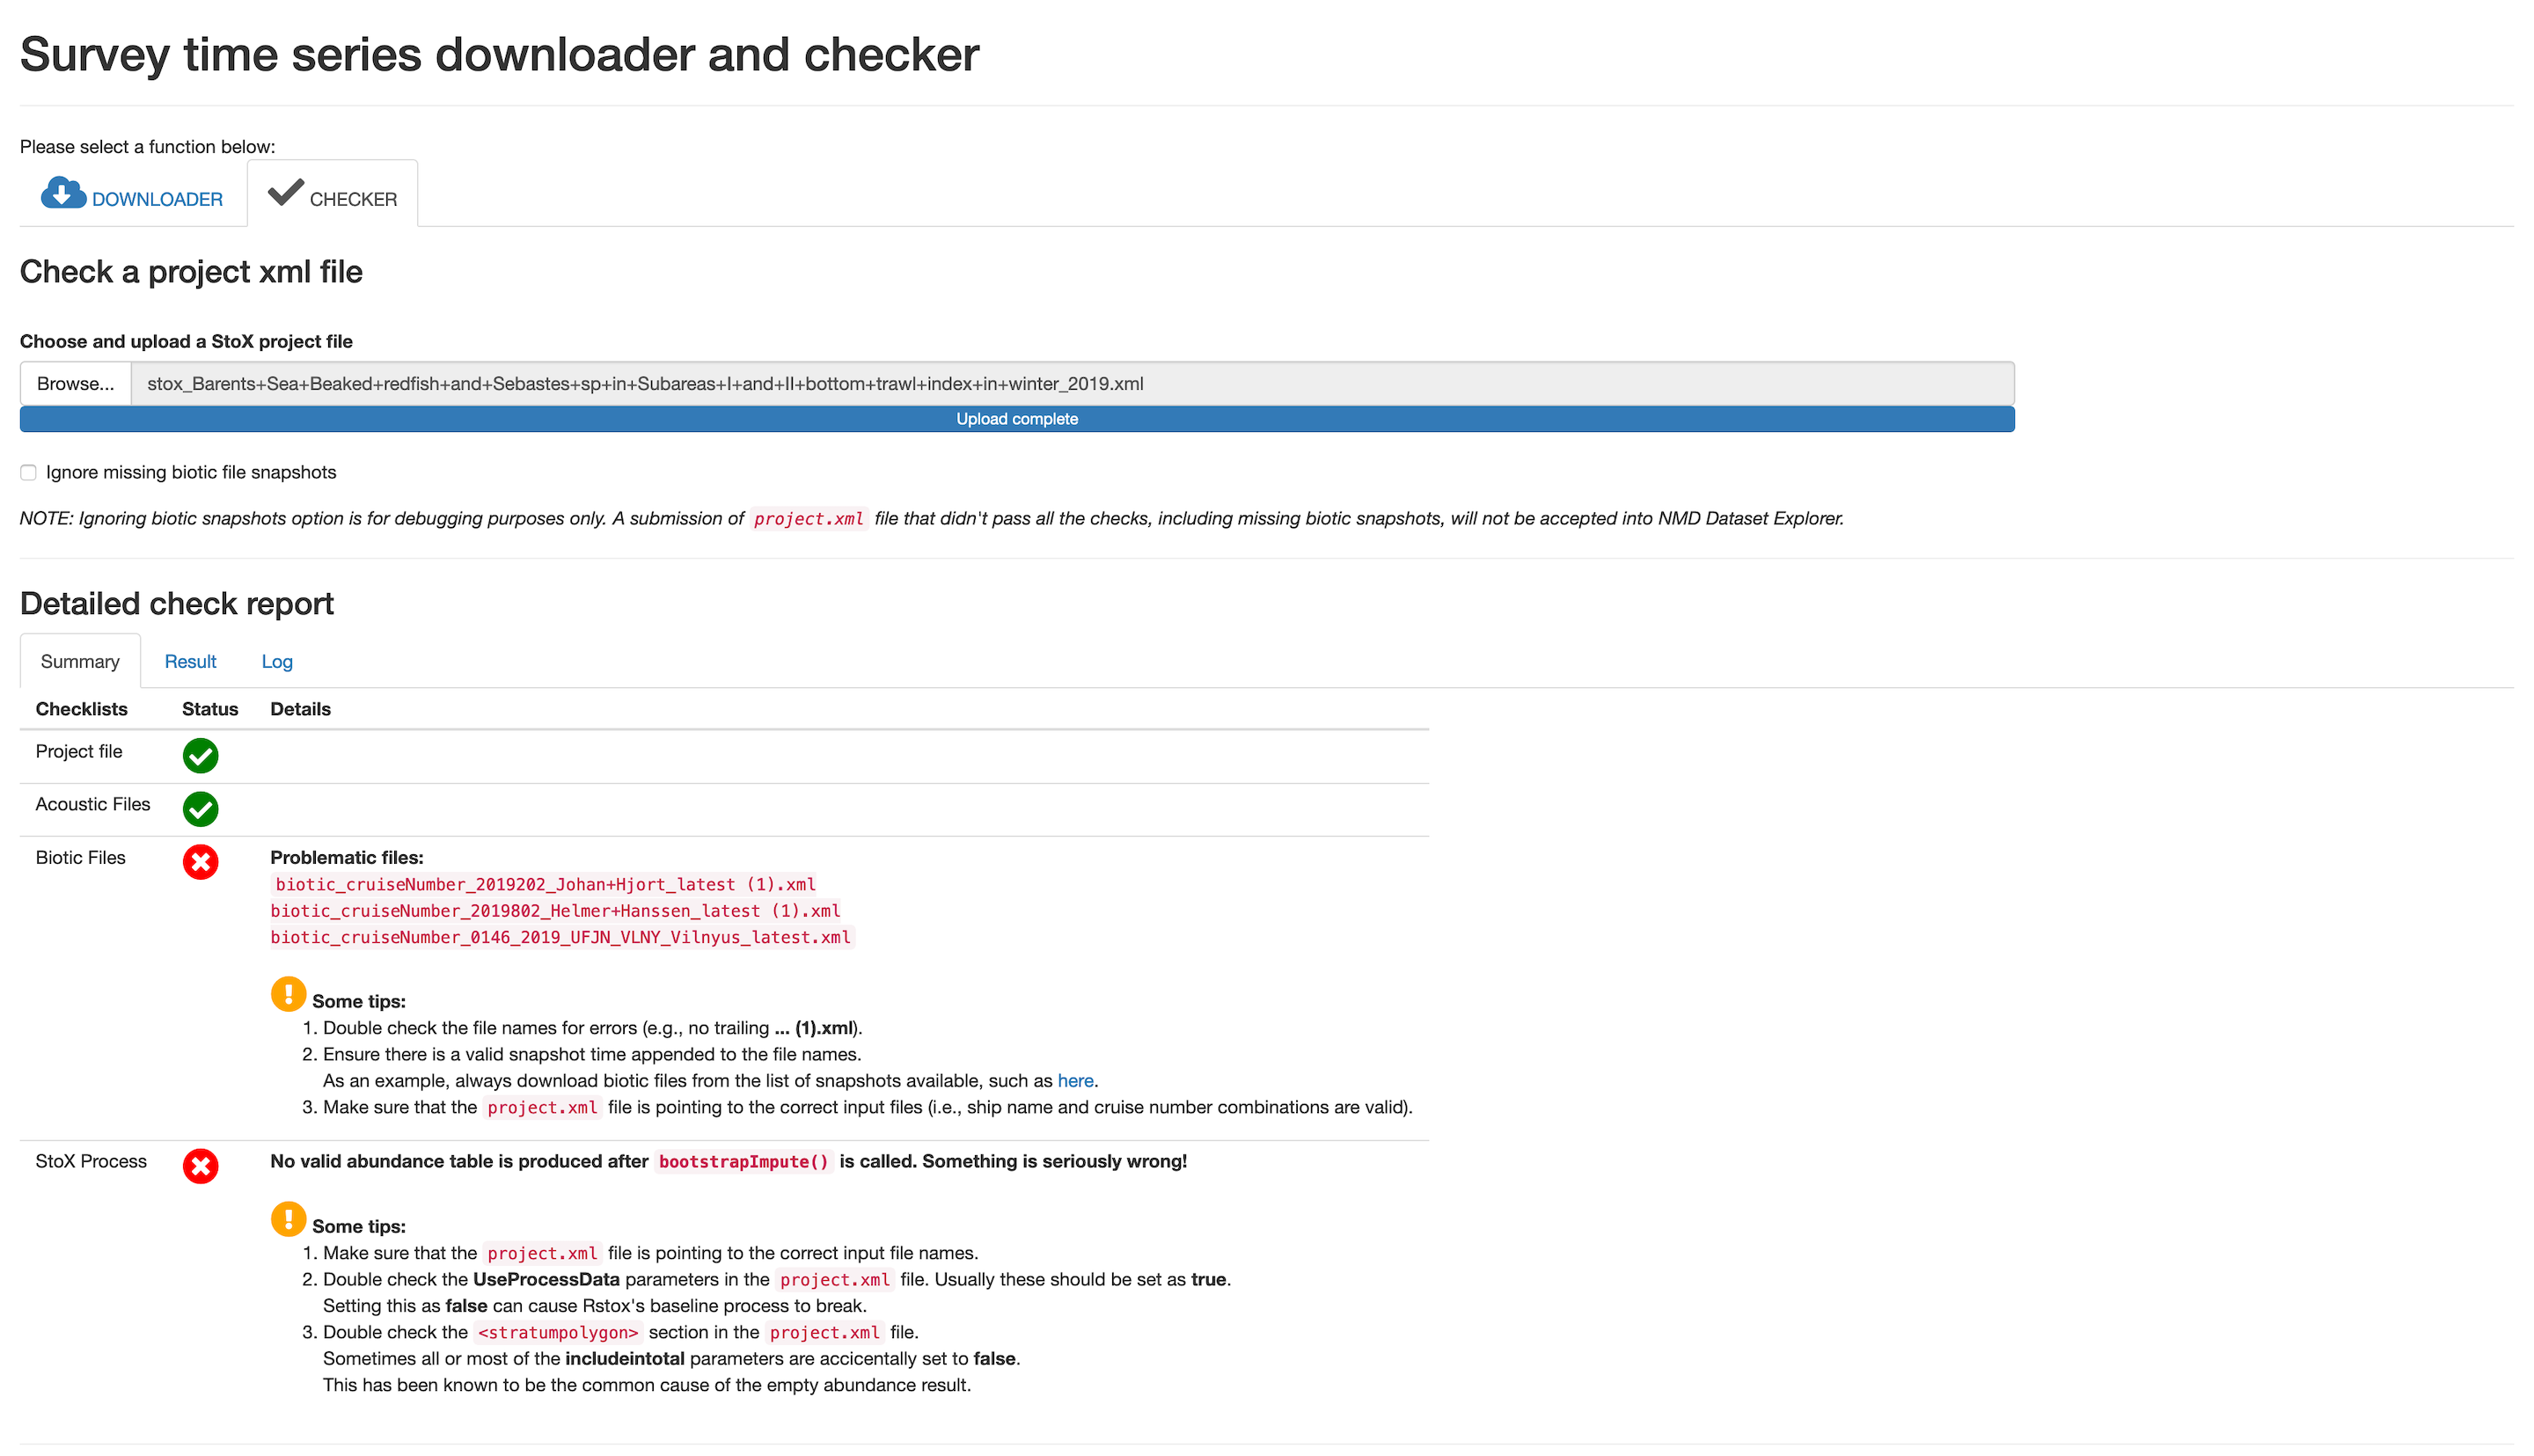 Survey time series downloader and checker
Please select a function below:
DOWNLOADER CHECKER
Check a project xml file
Choose and upload a StoX project file
Browse... stox_Barents+Sea+Beaked+redfish+and+Sebastes+sp+in+Subareas+I+and+II+bottom+trawl+index+in+winter_2019.xml
Upload complete
Ignore missing biotic file snapshots
NOTE: Ignoring biotic snapshots option is for debugging purposes only. A submission of project.xml file that didn't pass all the checks, including missing biotic snapshots, will not be accepted into NMD Dataset Explorer.
Detailed check report
Summary Result Log
Checklists Status Details
Project file
Acoustic Files
Biotic Files Problematic files:
biotic_cruiseNumber_2019202_Johan+Hjort_latest (1).xml
biotic_cruiseNumber_2019802_Helmer+Hanssen_latest (1).xml
biotic_cruiseNumber_0146_2019_UFJN_VLNY_Vilnyus_latest.xml
Some tips:
1. Double check the file names for errors (e.g., no trailing ... (1).xml).
2. Ensure there is a valid snapshot time appended to the file names.
As an example, always download biotic files from the list of snapshots available, such as here.
3. Make sure that the project.xml file is pointing to the correct input files (i.e., ship name and cruise number combinations are valid).
StoX Process No valid abundance table is produced after bootstrapImpute() is called. Something is seriously wrong!
Some tips:
1. Make sure that the project.xml file is pointing to the correct input file names.
2. Double check the UseProcessData parameters in the project.xml file. Usually these should be set as true.
Setting this as false can cause Rstox's baseline process to break.
3. Double check the <stratumpolygon> section in the project.xml file.
Sometimes all or most of the includeintotal parameters are accicentally set to false.
This has been known to be the common cause of the empty abundance result.